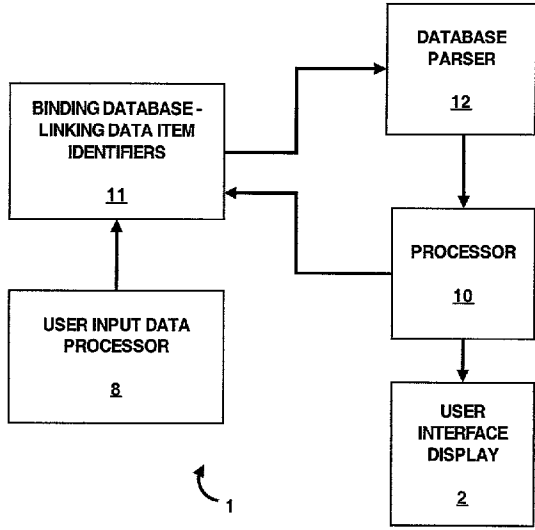 DATABASE
PARSER
12
BINDING DATABASE -
LINKING DATA ITEM
IDENTIFIERS
11
PROCESSOR
10
USER INPUT DATA
PROCESSOR
8
USER
INTERFACE
DISPLAY
2
1